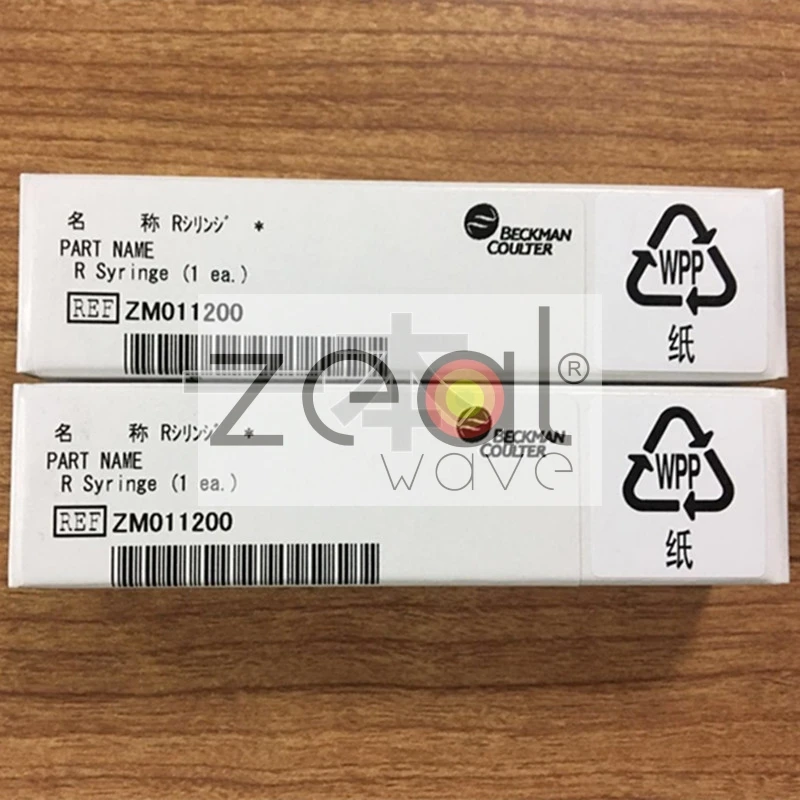 名 称 Rｼﾘﾝｼﾞ *
PART NAME
R Syringe (1 ea.)
REF ZM011200
BECKMAN
COULTER
WPP
纸
zeal®
wave
名 称 Rｼﾘﾝｼﾞ *
PART NAME
R Syringe (1 ea.)
REF ZM011200
BECKMAN
COULTER
WPP
纸